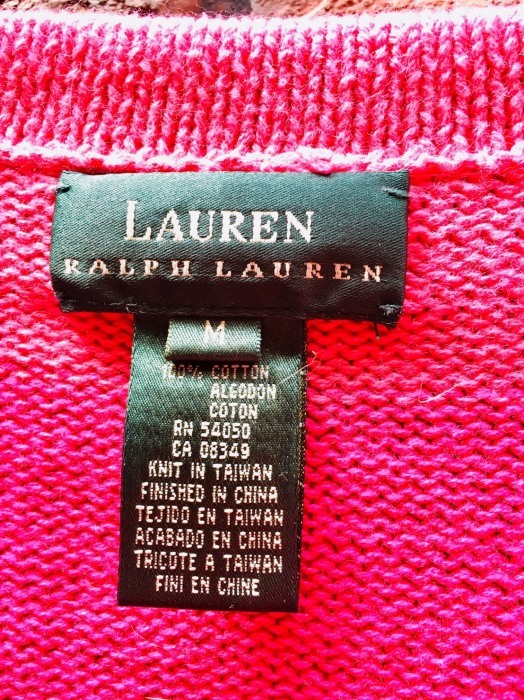 LAUREN
RALPH LAUREN
M
100% COTTON
ALGODON
COTON
RN 54050
CA 08349
KNIT IN TAIWAN
FINISHED IN CHINA
TEJIDO EN TAIWAN
ACABADO EN CHINA
TRICOTE A TAIWAN
FINI EN CHINE